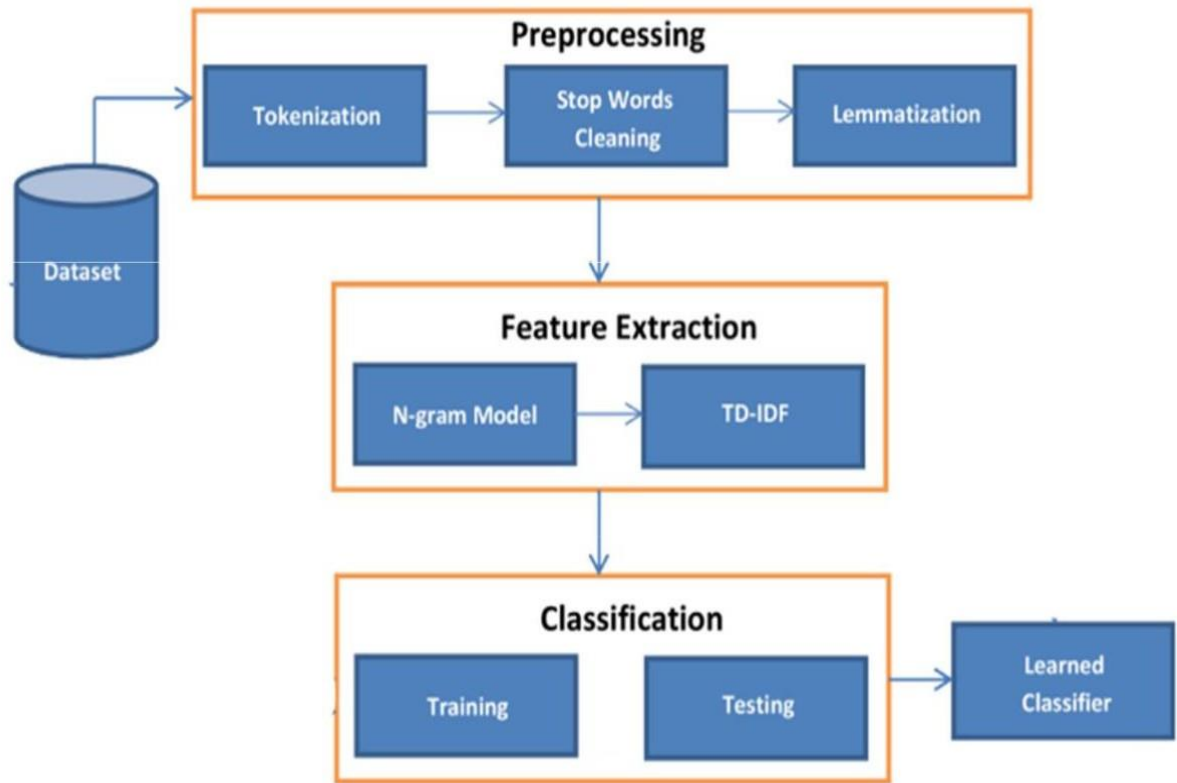 Preprocessing
Tokenization
Stop Words
Cleaning
Lemmatization
Dataset
Feature Extraction
N-gram Model
TD-IDF
Classification
Training
Testing
Learned
Classifier